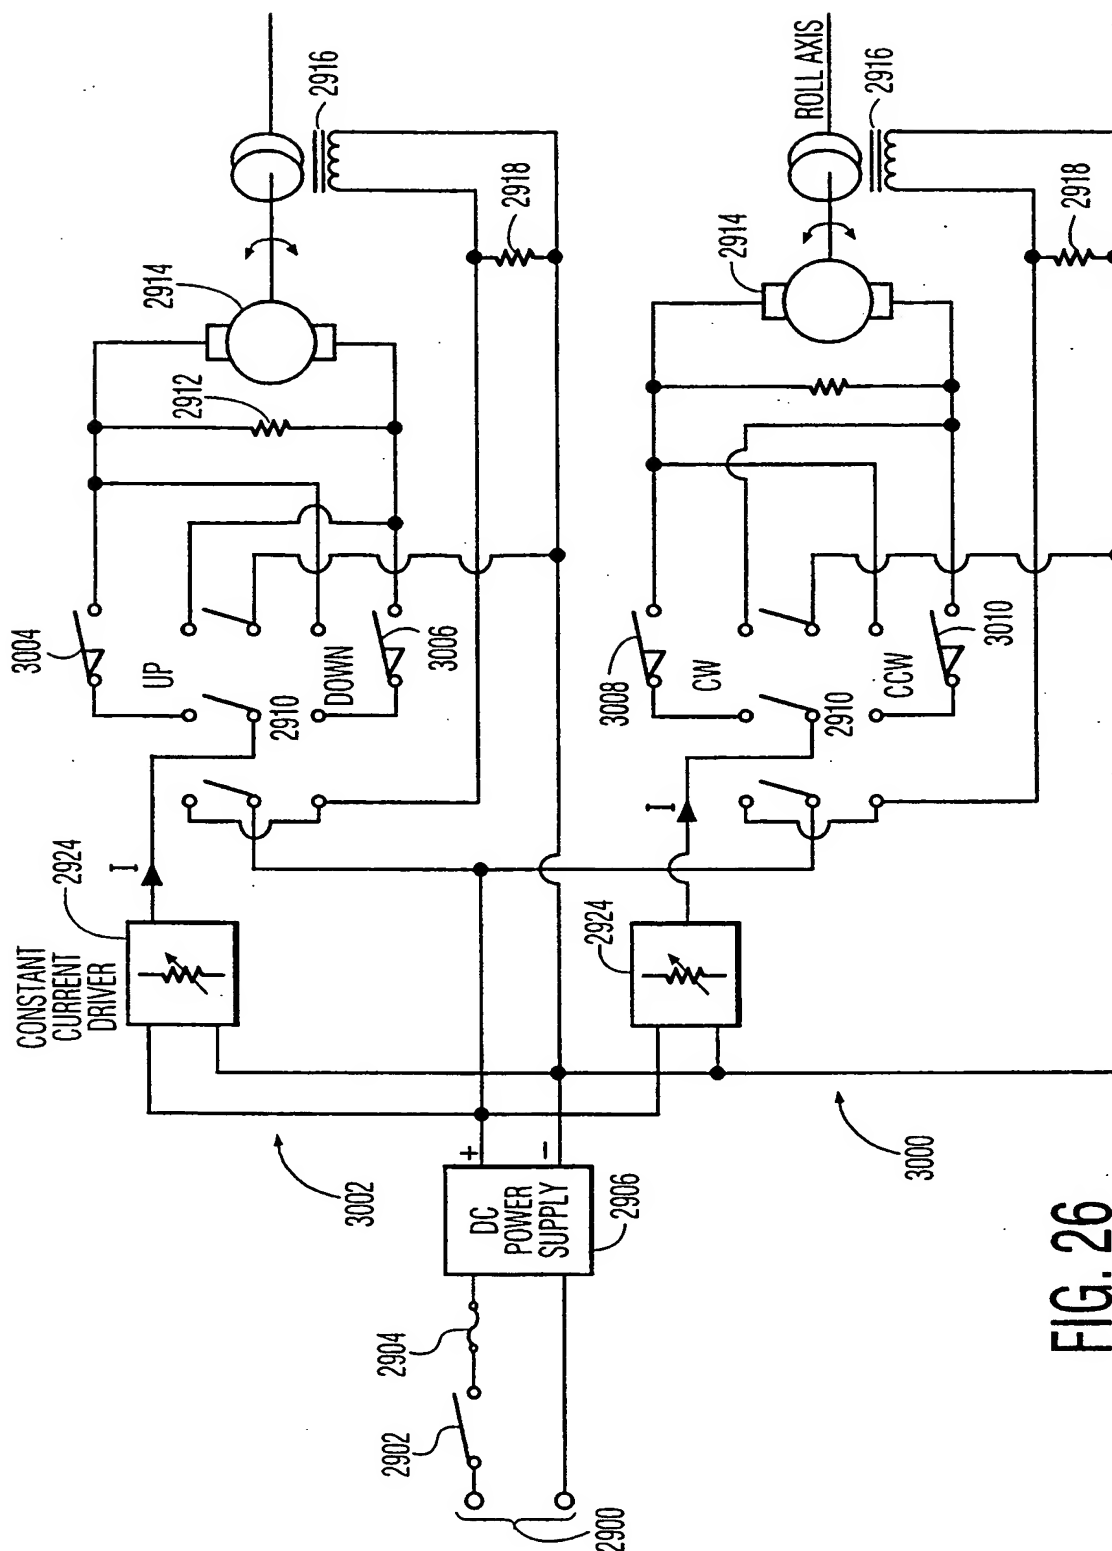 2916
2914
2912
2918
3004
UP
2910
DOWN
3006
I
2924
CONSTANT
CURRENT
DRIVER
3002
+
−
DC
POWER
SUPPLY
2906
2904
2902
2900
ROLL AXIS
2916
2914
2918
3008
CW
2910
CCW
3010
I
2924
3000
FIG. 26